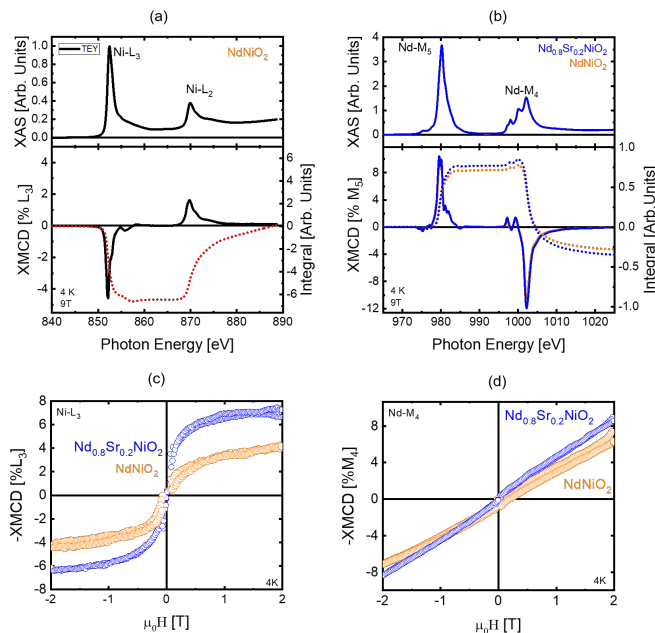 (a)
TEY
Ni-L₃
NdNiO₂
Ni-L₂
XAS [Arb. Units]
1.0
0.8
0.6
0.4
0.2
0.0
XMCD [% L₃]
4
2
0
-2
-4
6
4
2
0
-2
-4
-6
Integral [Arb. Units]
4 K
9T
840
850
860
870
880
890
Photon Energy [eV]
(b)
Nd-M₅
Nd₀.₈Sr₀.₂NiO₂
NdNiO₂
Nd-M₄
XAS [Arb. Units]
4
3
2
1
0
XMCD [% M₅]
8
4
0
-4
-8
-12
1.0
0.5
0.0
-0.5
-1.0
Integral [Arb.Units]
4 K
9T
970
980
990
1000
1010
1020
Photon Energy [eV]
(c)
Ni-L₃
Nd₀.₈Sr₀.₂NiO₂
NdNiO₂
-XMCD [%L₃]
8
6
4
2
0
-2
-4
-6
-8
4K
-2
-1
0
1
2
μ₀H [T]
(d)
Nd-M₄
Nd₀.₈Sr₀.₂NiO₂
NdNiO₂
-XMCD [%M₄]
8
4
0
-4
-8
4K
-2
-1
0
1
2
μ₀H [T]